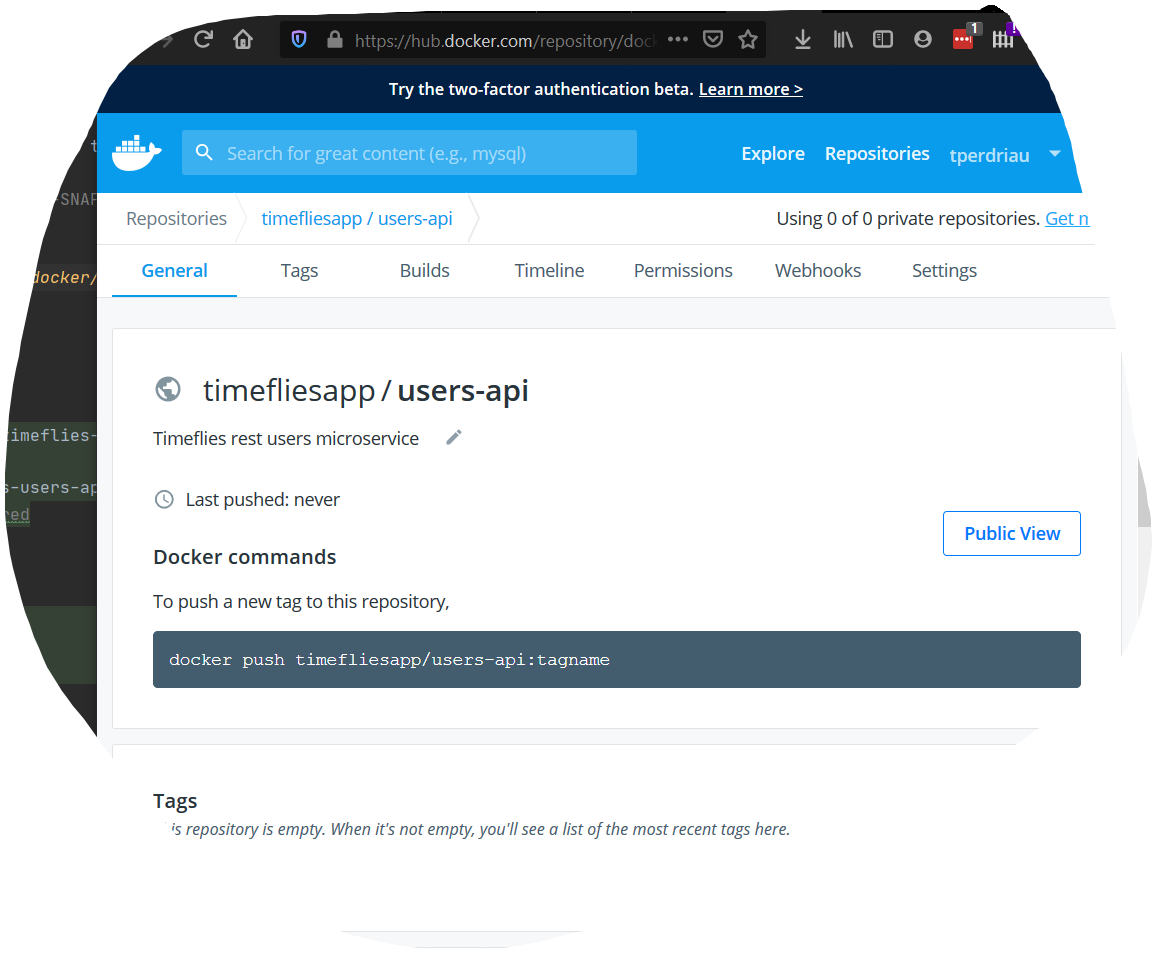 https://hub.docker.com/repository/doc
1
Try the two-factor authentication beta. Learn more >
Search for great content (e.g., mysql)
Explore Repositories tperdriau
Repositories timefliesapp / users-api Using 0 of 0 private repositories. Get n
General Tags Builds Timeline Permissions Webhooks Settings
-SNAP
docker/
timefliesapp / users-api
Timeflies rest users microservice
imeflies-
s-users-ap
red
Last pushed: never
Public View
Docker commands
To push a new tag to this repository,
docker push timefliesapp/users-api:tagname
Tags
is repository is empty. When it's not empty, you'll see a list of the most recent tags here.